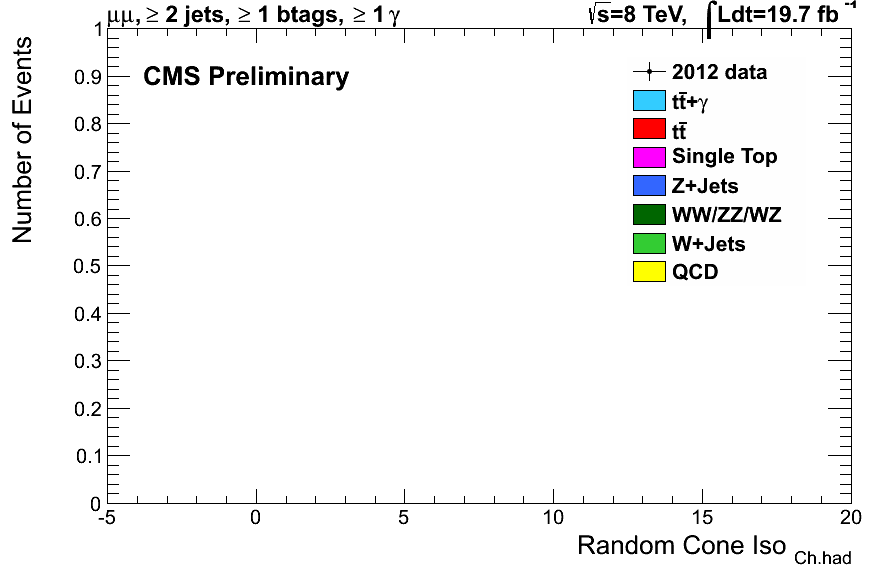 μμ, ≥ 2 jets, ≥ 1 btags, ≥ 1 γ
√s=8 TeV, ∫Ldt=19.7 fb⁻¹
CMS Preliminary
2012 data
tt̄+γ
tt̄
Single Top
Z+Jets
WW/ZZ/WZ
W+Jets
QCD
Number of Events
1
0.9
0.8
0.7
0.6
0.5
0.4
0.3
0.2
0.1
0
-5 0 5 10 15 20
Random Cone Iso Ch.had